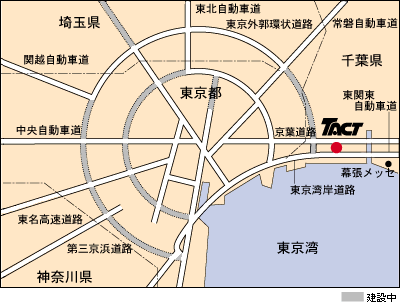 東北自動車道
埼玉県
東京外郭環状道路
常磐自動車道
関越自動車道
千葉県
東京都
東関東
自動車道
TACT
中央自動車道
京葉道路
幕張メッセ
東京湾岸道路
東名高速道路
第三京浜道路
東京湾
神奈川県
建設中